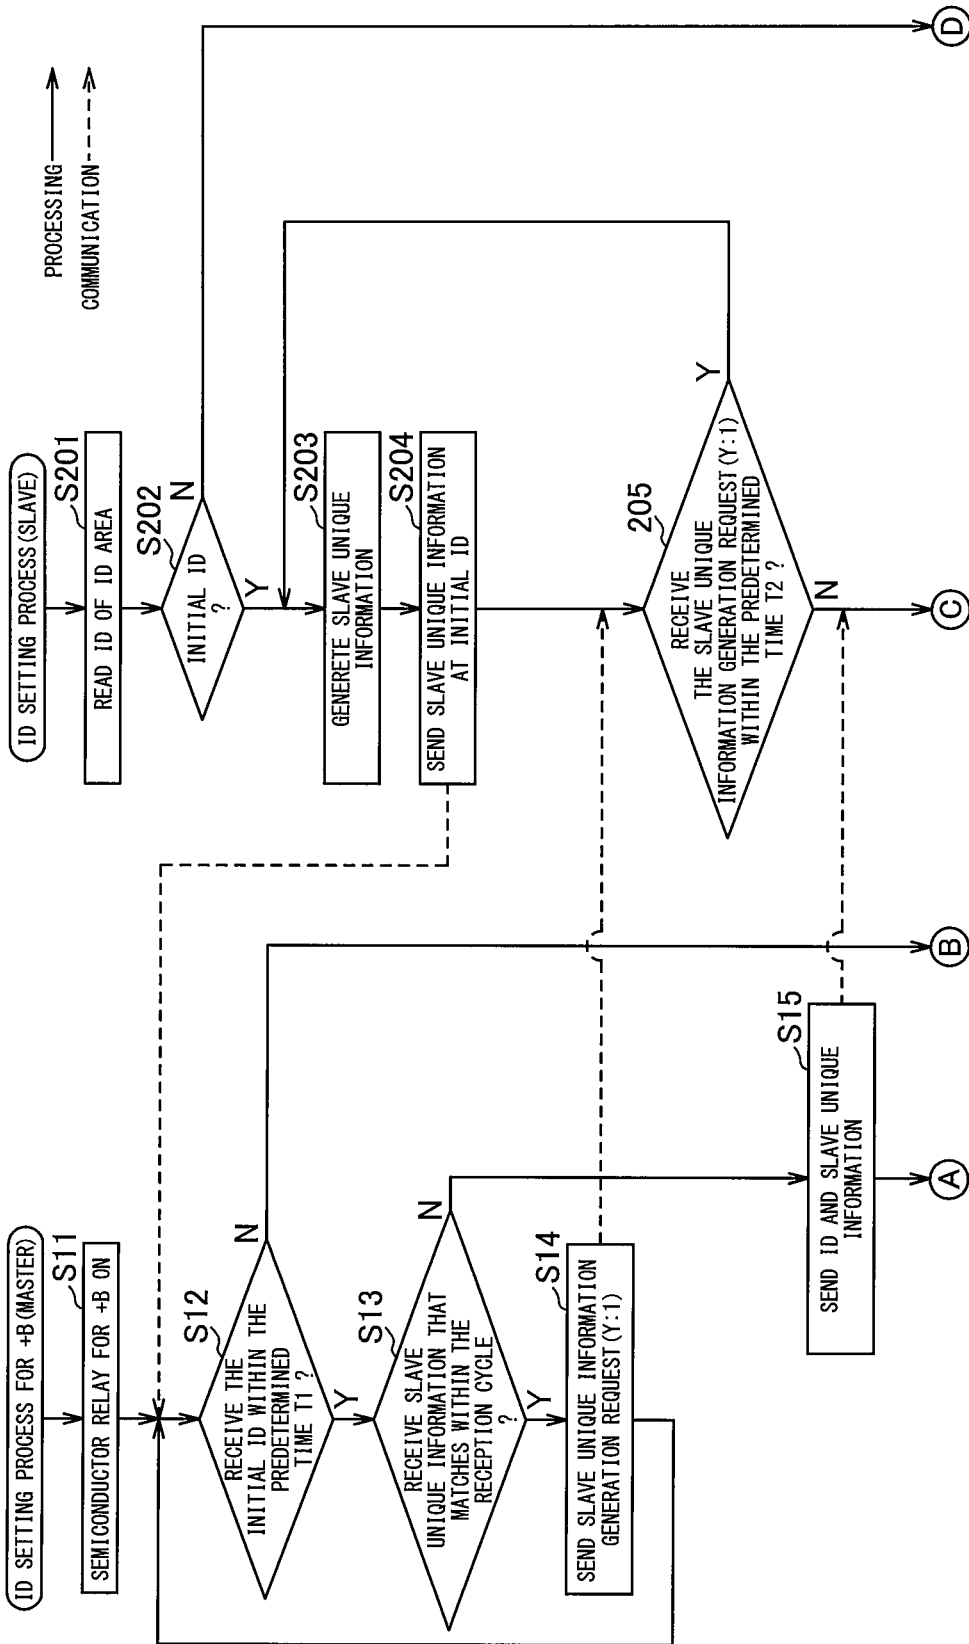 PROCESSING
COMMUNICATION
ID SETTING PROCESS FOR +B (MASTER)
S11
SEMICONDUCTOR RELAY FOR +B ON
S12
RECEIVE THE
INITIAL ID WITHIN THE
PREDETERMINED
TIME T1 ?
N
Y
S13
RECEIVE SLAVE
UNIQUE INFORMATION THAT
MATCHES WITHIN THE
RECEPTION CYCLE
?
N
Y
S14
SEND SLAVE UNIQUE INFORMATION
GENERATION REQUEST (Y:1)
S15
SEND ID AND SLAVE UNIQUE
INFORMATION
A
B
ID SETTING PROCESS (SLAVE)
S201
READ ID OF ID AREA
S202
INITIAL ID
?
N
Y
S203
GENERETE SLAVE UNIQUE
INFORMATION
S204
SEND SLAVE UNIQUE INFORMATION
AT INITIAL ID
205
RECEIVE
THE SLAVE UNIQUE
INFORMATION GENERATION REQUEST (Y:1)
WITHIN THE PREDETERMINED
TIME T2 ?
Y
N
C
D